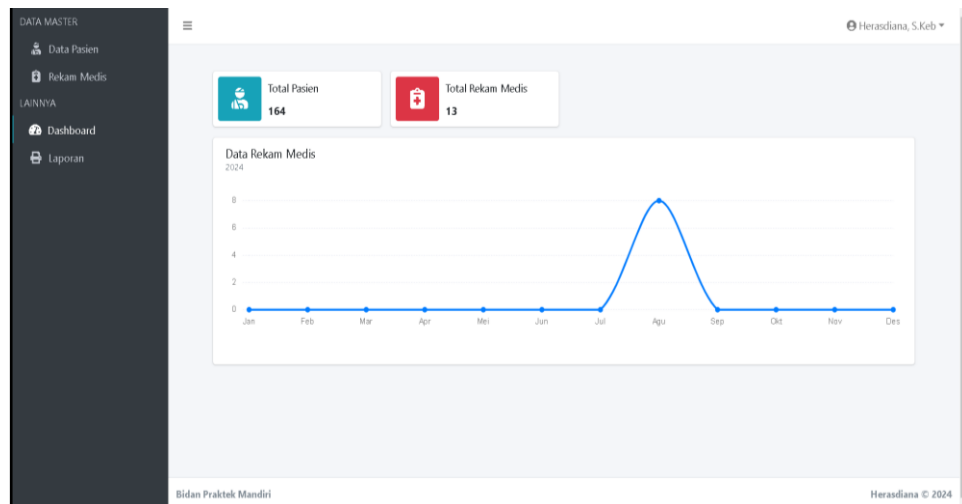 DATA MASTER
Data Pasien
Rekam Medis
LAINNYA
Dashboard
Laporan
Herasdiana, S.Keb
Total Pasien
164
Total Rekam Medis
13
Data Rekam Medis
2024
8
6
4
2
0
Jan Feb Mar Apr Mei Jun Jul Agu Sep Okt Nov Des
Bidan Praktek Mandiri
Herasdiana © 2024